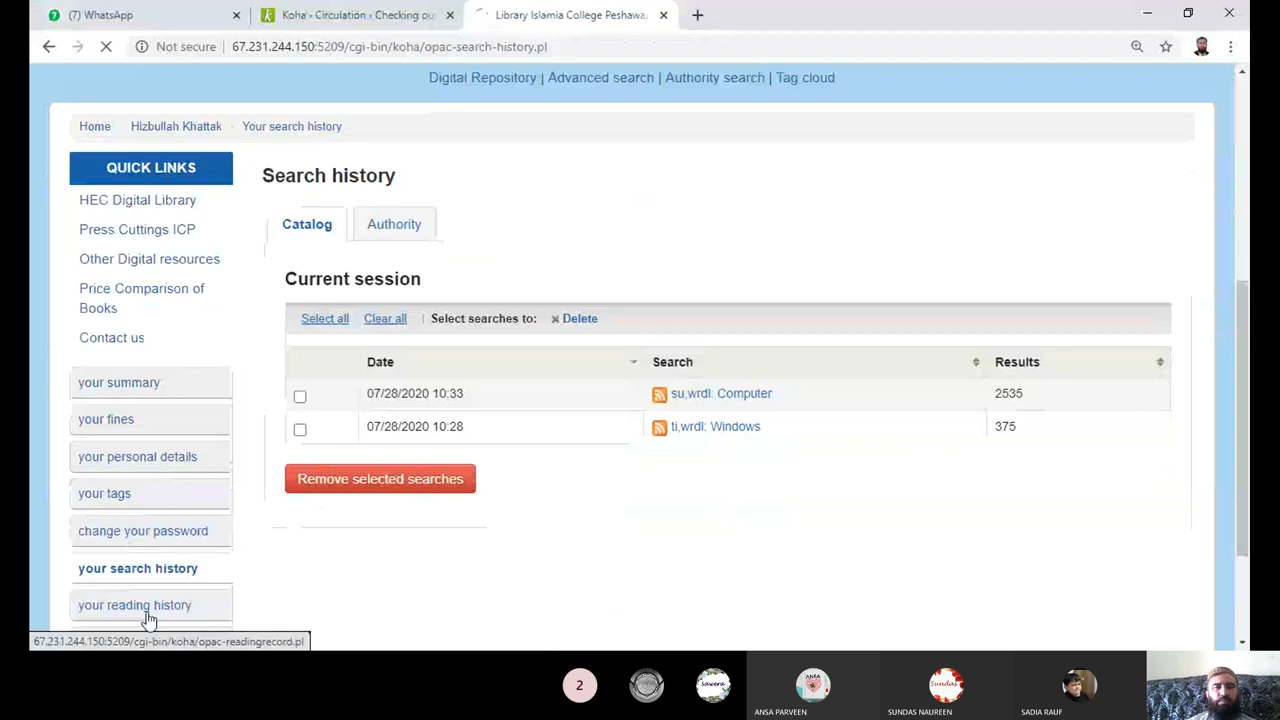 (7) WhatsApp
Koha › Circulation › Checking ou
Library Islamia College Peshawa
Not secure
67.231.244.150:5209/cgi-bin/koha/opac-search-history.pl
Digital Repository | Advanced search | Authority search | Tag cloud
Home › Hizbullah Khattak › Your search history
QUICK LINKS
HEC Digital Library
Press Cuttings ICP
Other Digital resources
Price Comparison of
Books
Contact us
your summary
your fines
your personal details
your tags
change your password
your search history
your reading history
Search history
Catalog
Authority
Current session
Select all
Clear all
| Select searches to:
Delete
Date
Search
Results
07/28/2020 10:33
su,wrdl: Computer
2535
07/28/2020 10:28
ti,wrdl: Windows
375
Remove selected searches
67.231.244.150:5209/cgi-bin/koha/opac-readingrecord.pl
2
Sawera
ANSA
ANSA PARVEEN
Sundas
SUNDAS NAUREEN
SADIA RAUF